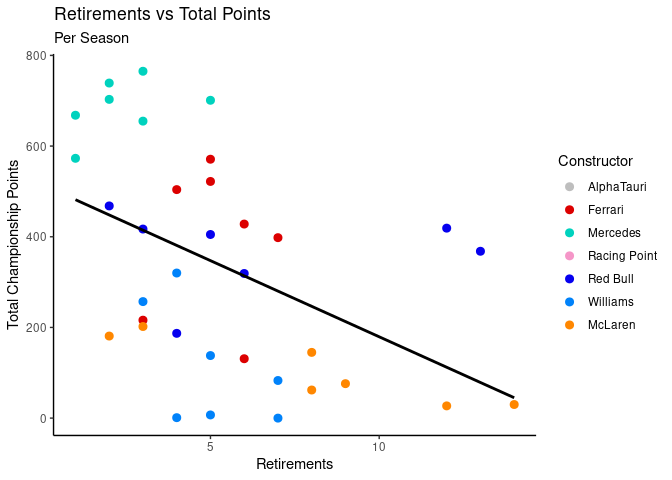 Retirements vs Total Points
Per Season
Total Championship Points
800
600
400
200
0
5
10
Retirements
Constructor
AlphaTauri
Ferrari
Mercedes
Racing Point
Red Bull
Williams
McLaren